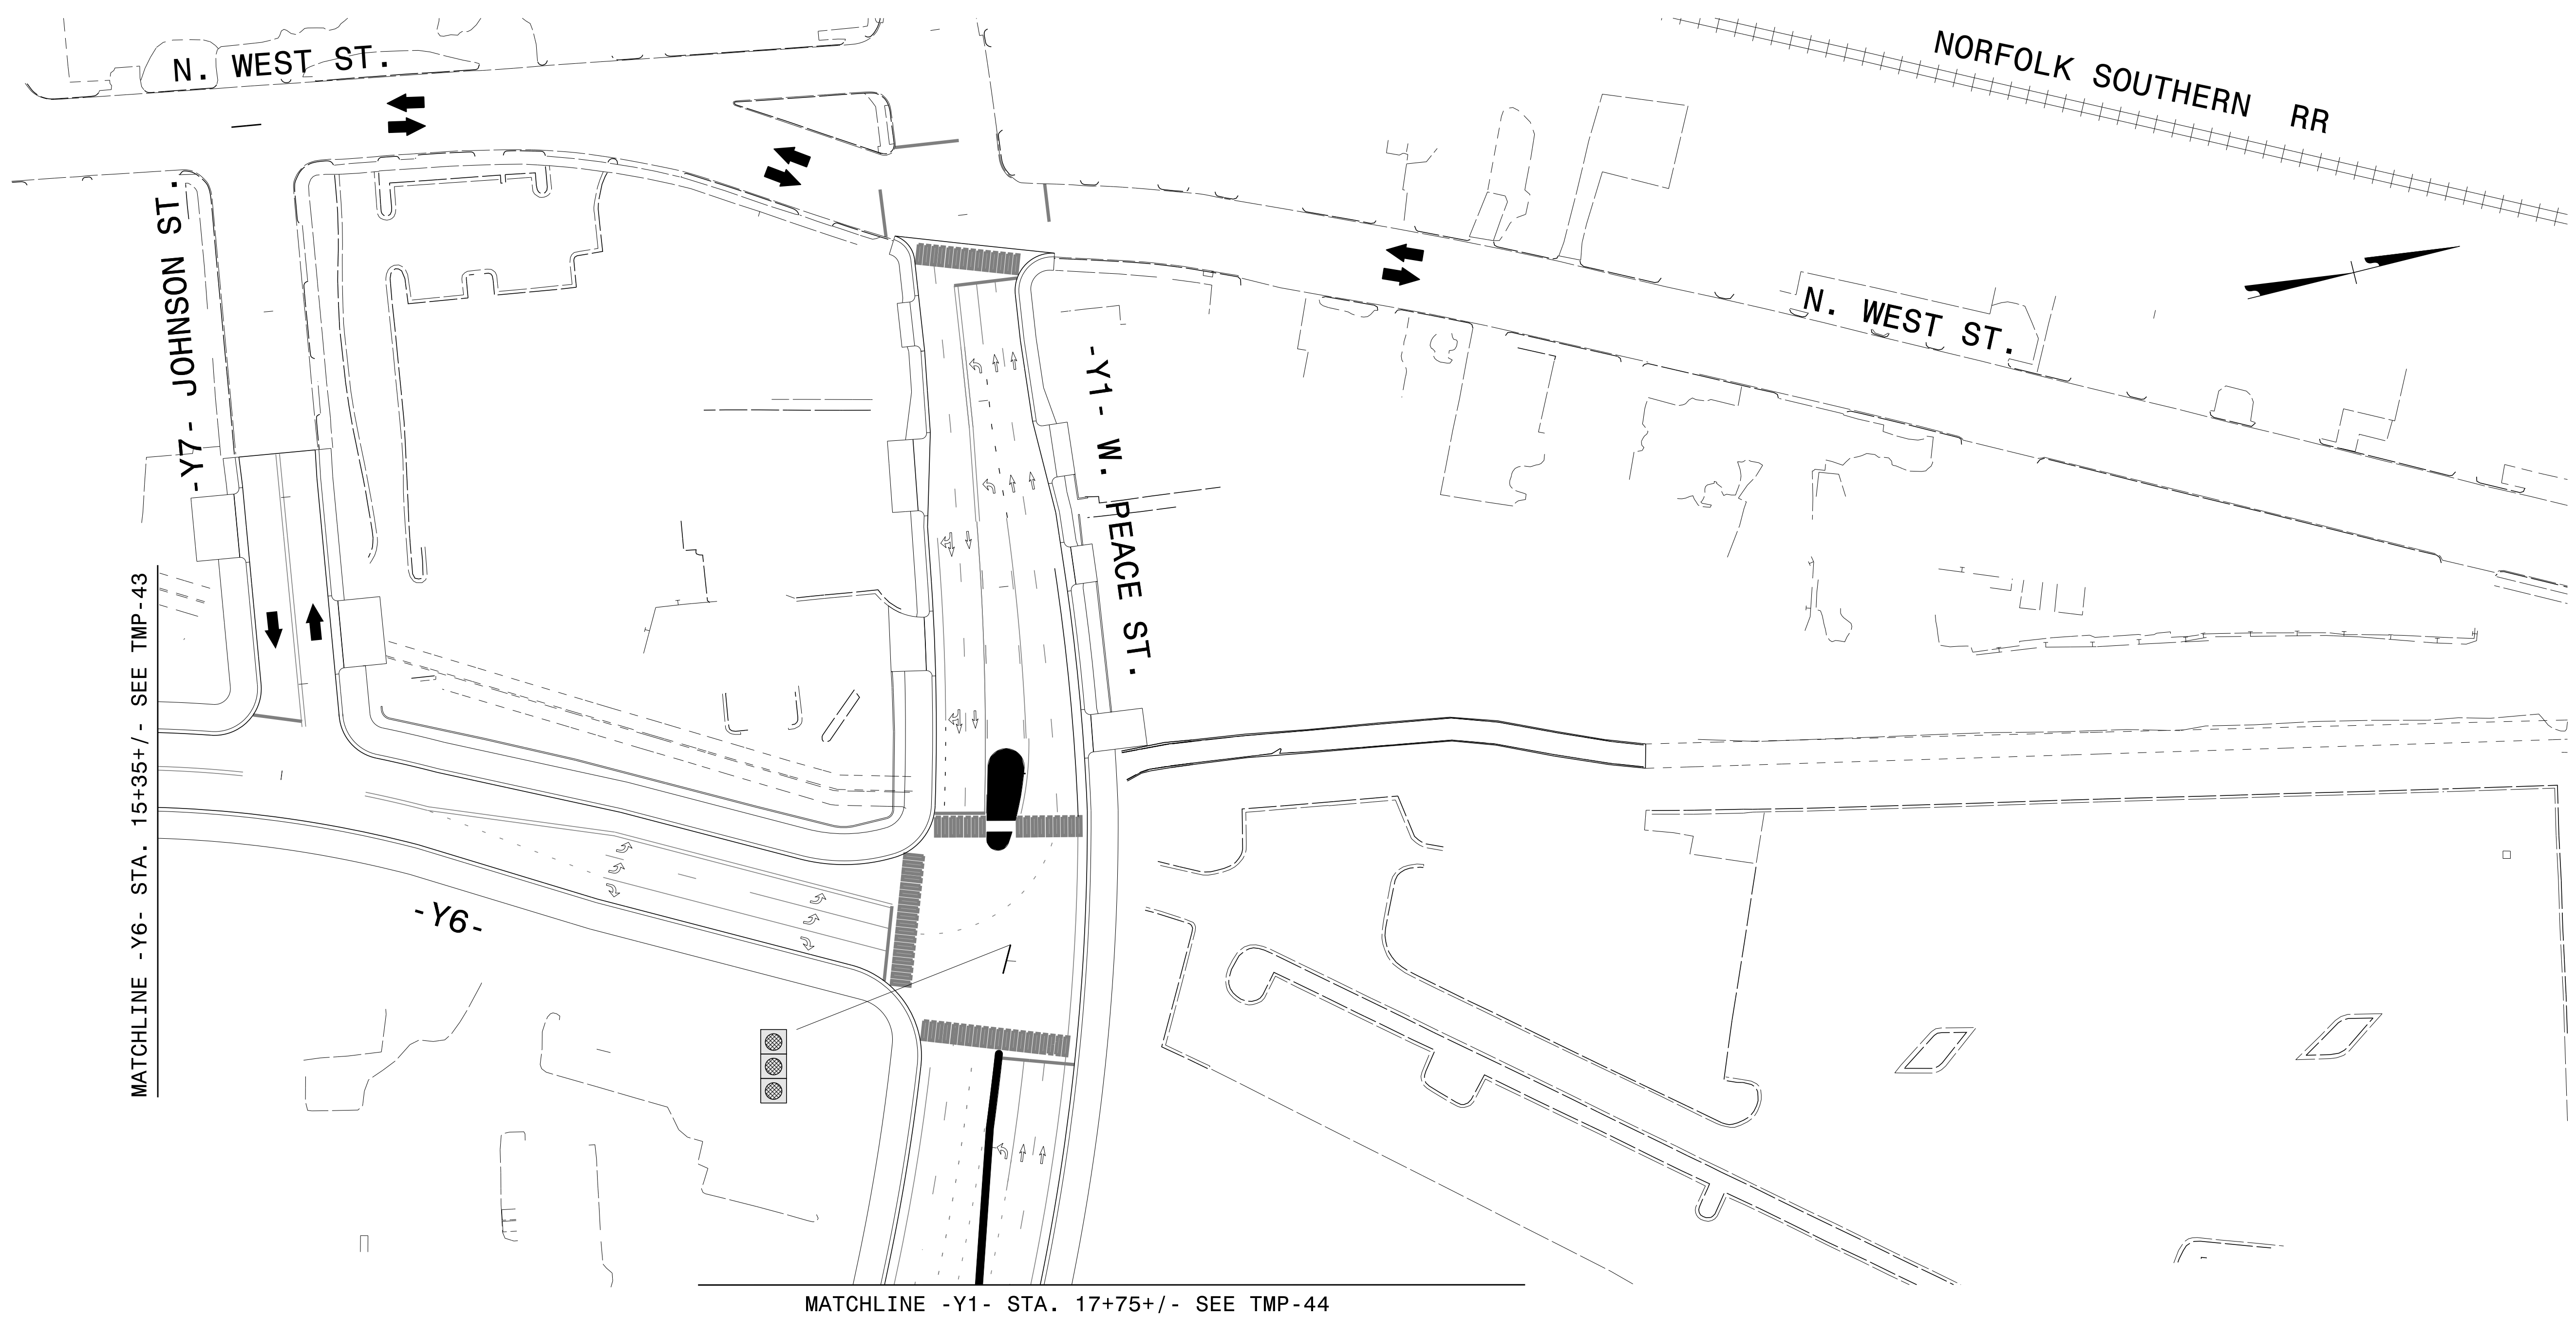 N. WEST ST.
NORFOLK SOUTHERN RR
-Y7- JOHNSON ST.
N. WEST ST.
-Y1- W. PEACE ST.
MATCHLINE -Y6- STA. 15+35+/- SEE TMP-43
-Y6-
MATCHLINE -Y1- STA. 17+75+/- SEE TMP-44